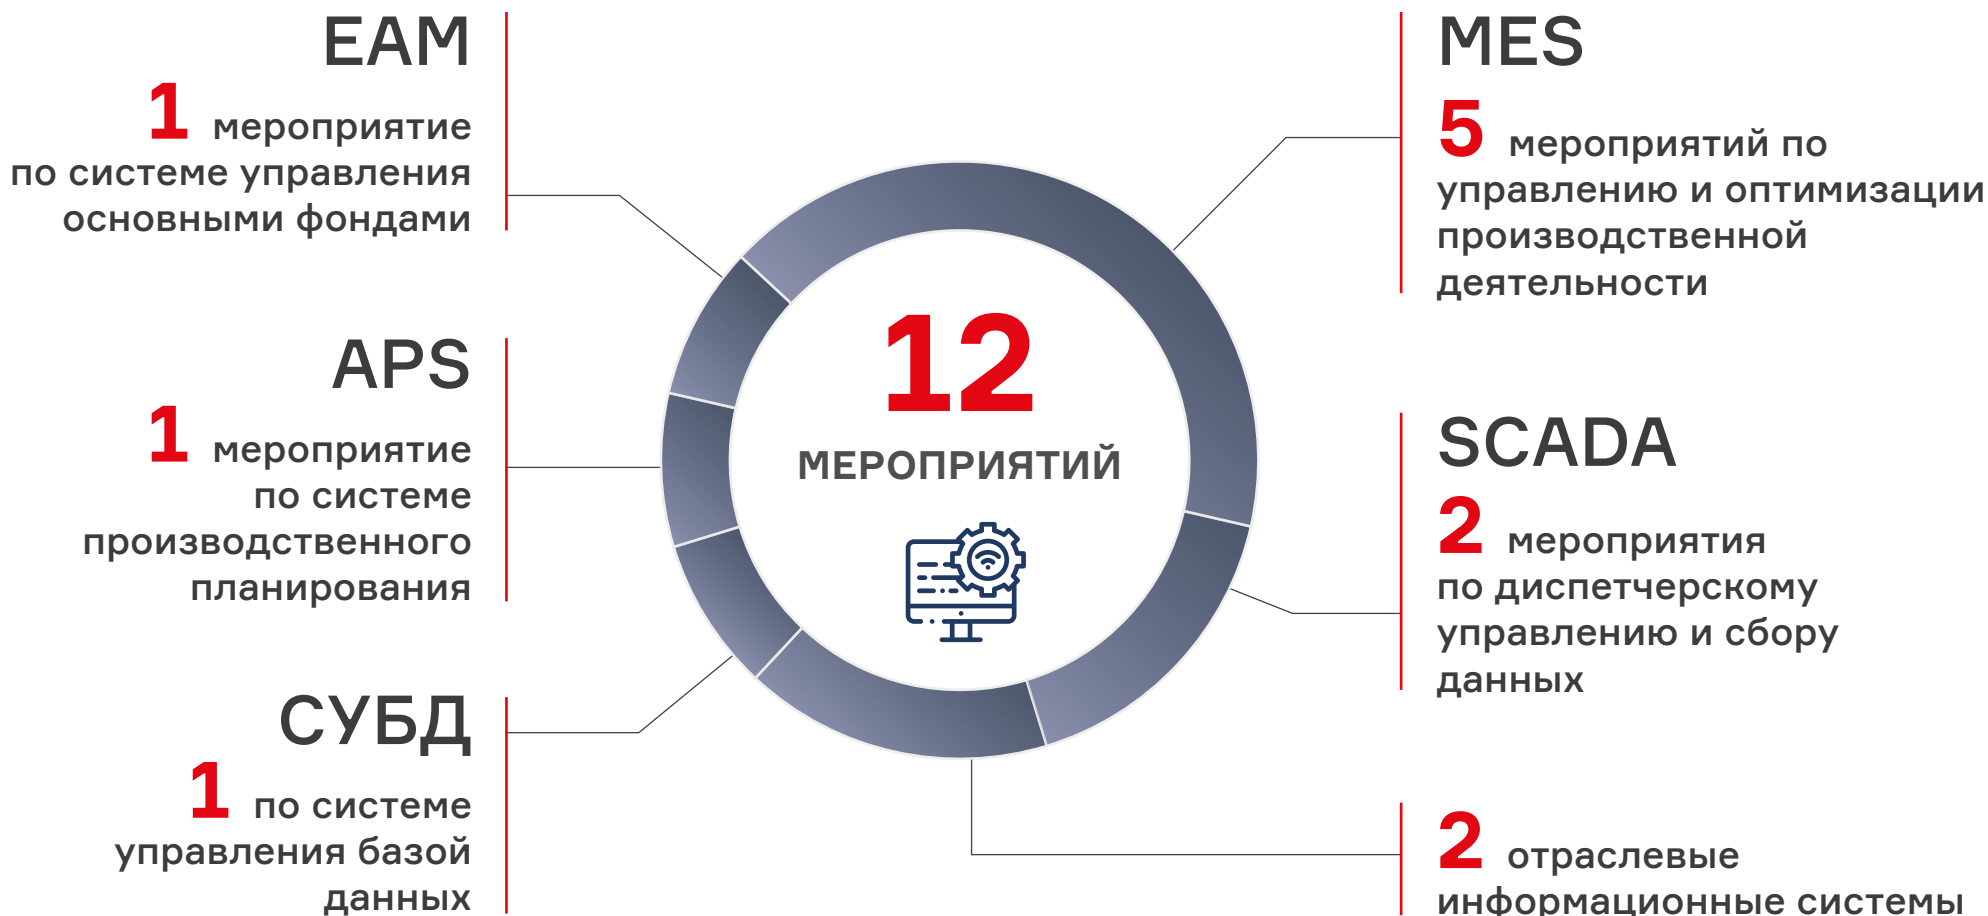 EAM
1 мероприятие
по системе управления
основными фондами
APS
1 мероприятие
по системе
производственного
планирования
СУБД
1 по системе
управления базой
данных
12
МЕРОПРИЯТИЙ
MES
5 мероприятий по
управлению и оптимизации
производственной
деятельности
SCADA
2 мероприятия
по диспетчерскому
управлению и сбору
данных
2 отраслевые
информационные системы